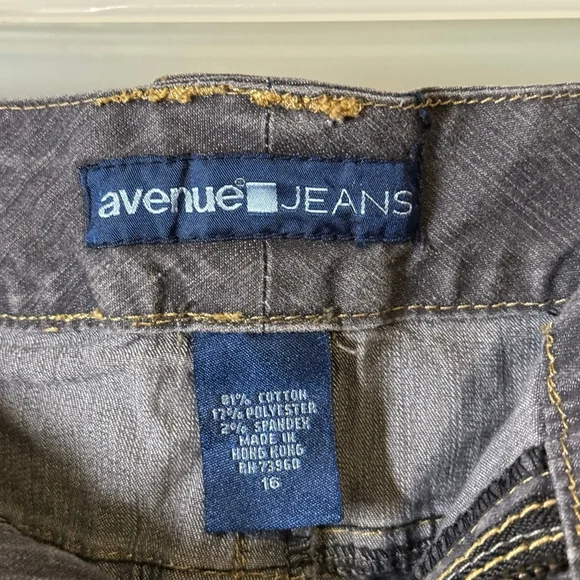 avenue® JEANS
81% COTTON
17% POLYESTER
2% SPANDEX
MADE IN
HONG KONG
RN 73960
16